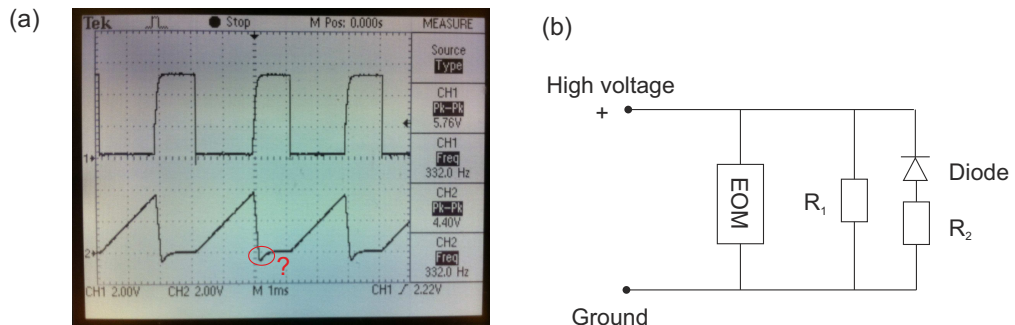 (a)
Tek
Stop
M Pos: 0.000s
MEASURE
Source
Type
CH1
Pk-Pk
5.76V
CH1
Freq
332.0 Hz
CH2
Pk-Pk
4.40V
CH2
Freq
332.0 Hz
1
2
?
CH1 2.00V
CH2 2.00V
M 1ms
CH1 ƒ 2.22V
(b)
High voltage
+
EOM
R₁
Diode
R₂
Ground